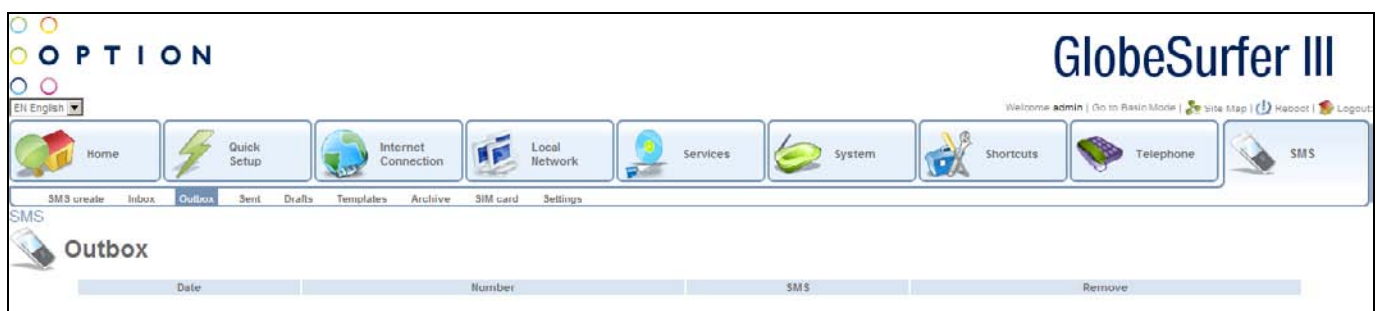 OPTION
GlobeSurfer III
EN English
Welcome admin | Go to Basic Mode | Site Map | Reboot | Logout
Home
Quick Setup
Internet Connection
Local Network
Services
System
Shortcuts
Telephone
SMS
SMS create Inbox Outbox Sent Drafts Templates Archive SIM card Settings
SMS
Outbox
Date Number SMS Remove